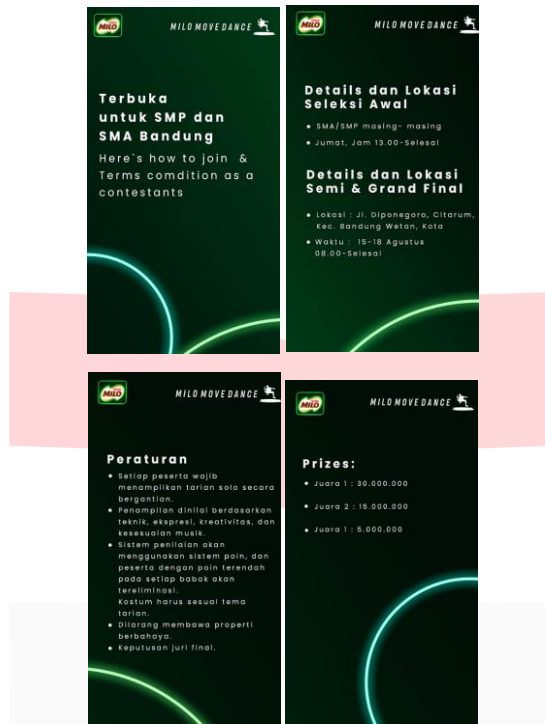 MILO
MILO MOVE DANCE
Terbuka
untuk SMP dan
SMA Bandung
Here`s how to join &
Terms comdition as a
contestants
MILO
MILO MOVE DANCE
Details dan Lokasi
Seleksi Awal
• SMA/SMP masing- masing
• Jumat, Jam 13.00-Selesai
Details dan Lokasi
Semi & Grand Final
• Lokasi : Jl. Diponegoro, Citarum,
Kec. Bandung Wetan, Kota
• Waktu : 15-18 Agustus
08.00-Selesai
MILO
MILO MOVE DANCE
Peraturan
• Setiap peserta wajib
menampilkan tarian solo secara
bergantian.
• Penampilan dinilai berdasarkan
teknik, ekspresi, kreativitas, dan
kesesuaian musik.
• Sistem penilaian akan
menggunakan sistem poin, dan
peserta dengan poin terendah
pada setiap babak akan
tereliminasi.
Kostum harus sesuai tema
tarian.
• Dilarang membawa properti
berbahaya.
• Keputusan juri final.
MILO
MILO MOVE DANCE
Prizes:
• Juara 1 : 30.000.000
• Juara 2 : 15.000.000
• Juara 1 : 5.000.000